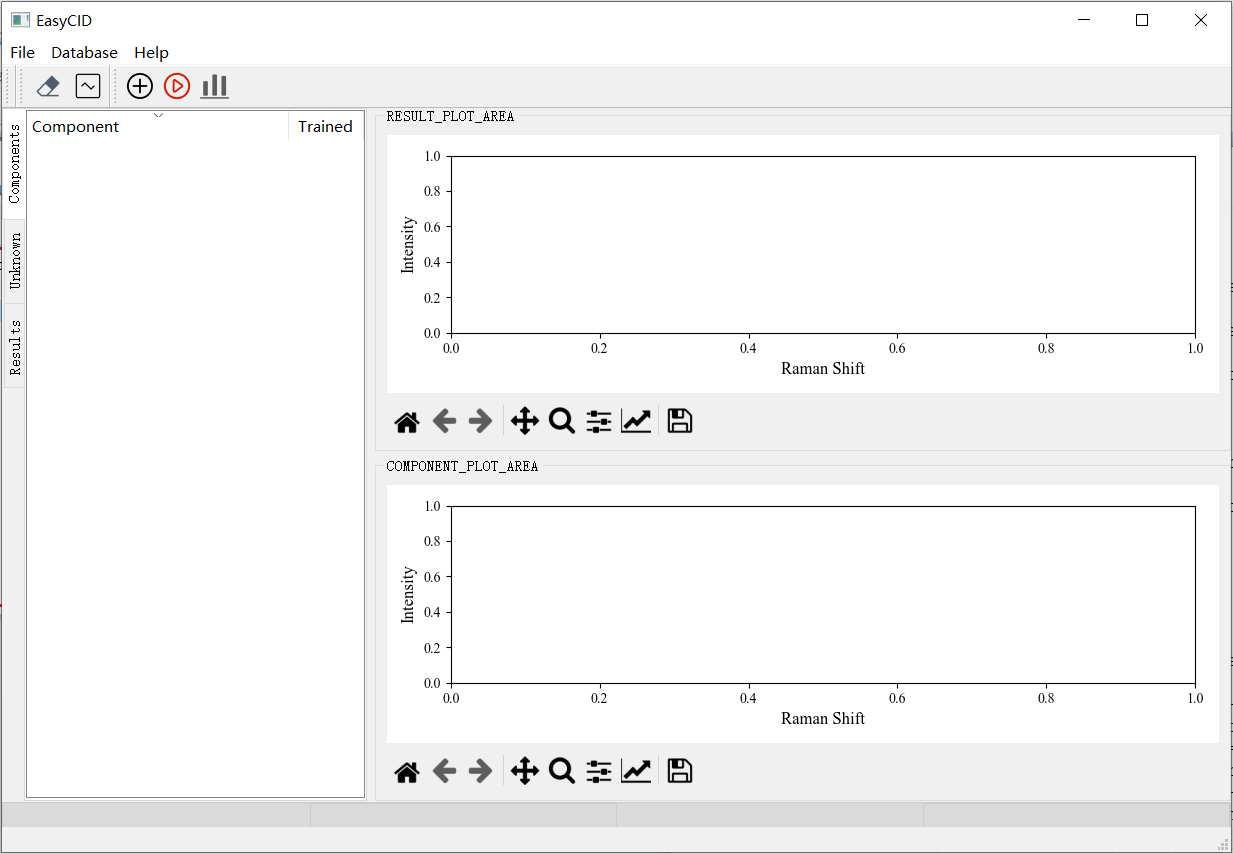 EasyCID
File Database Help
Component Trained
Components
Unknown
Results
RESULT_PLOT_AREA
1.0
0.8
0.6
0.4
0.2
0.0
Intensity
0.0 0.2 0.4 0.6 0.8 1.0
Raman Shift
COMPONENT_PLOT_AREA
1.0
0.8
0.6
0.4
0.2
0.0
Intensity
0.0 0.2 0.4 0.6 0.8 1.0
Raman Shift